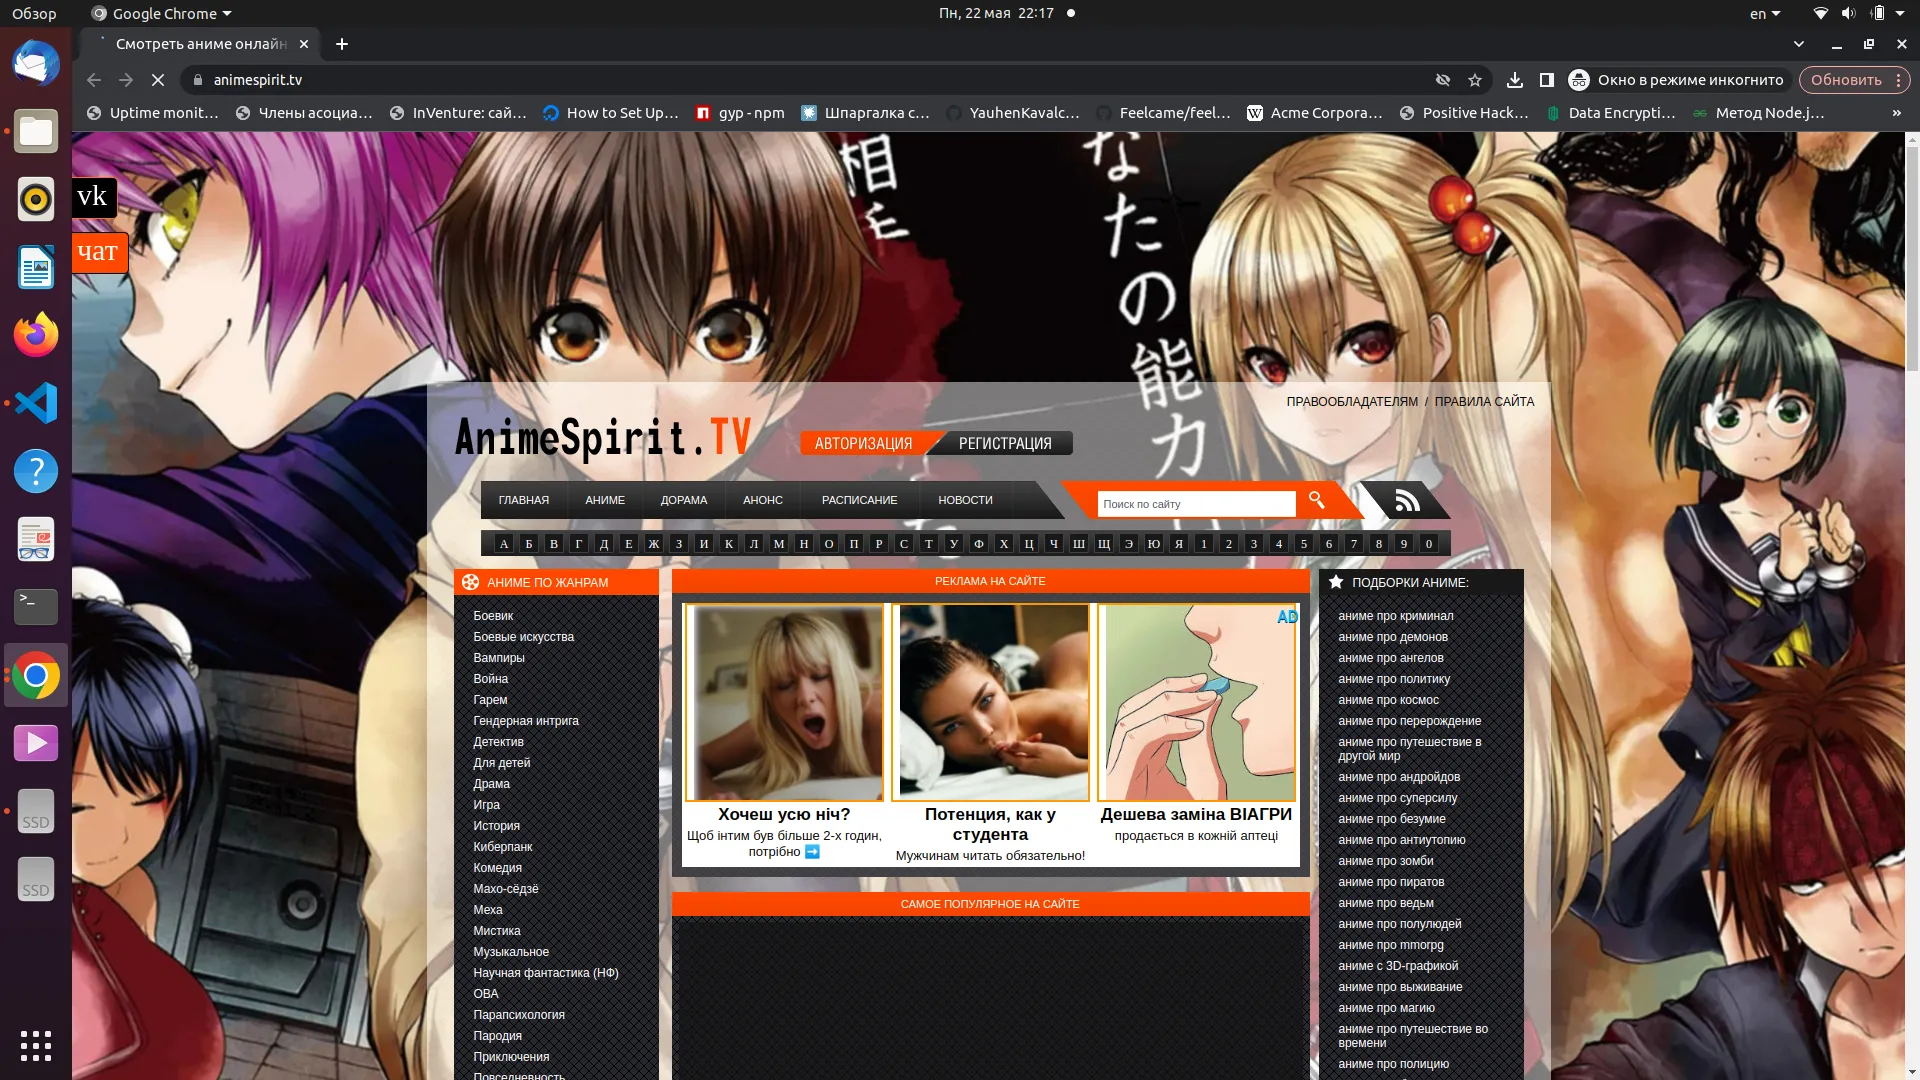 Обзор
Google Chrome
Пн, 22 мая 22:17
en
Смотреть аниме онлайн
animespirit.tv
Окно в режиме инкогнито
Обновить
Uptime monit…
Члены асоциа…
InVenture: сай…
How to Set Up…
gyp - npm
Шпаргалка с…
YauhenKavalc…
Feelcame/feel…
Acme Corpora…
Positive Hack…
Data Encrypti…
Метод Node.j…
»
相
モ
なたの能力
vk
чат
ПРАВООБЛАДАТЕЛЯМ / ПРАВИЛА САЙТА
AnimeSpirit.TV
АВТОРИЗАЦИЯ
РЕГИСТРАЦИЯ
ГЛАВНАЯ
АНИМЕ
ДОРАМА
АНОНС
РАСПИСАНИЕ
НОВОСТИ
Поиск по сайту
А Б В Г Д Е Ж З И К Л М Н О П Р С Т У Ф Х Ц Ч Ш Щ Э Ю Я 1 2 3 4 5 6 7 8 9 0
АНИМЕ ПО ЖАНРАМ
Боевик
Боевые искусства
Вампиры
Война
Гарем
Гендерная интрига
Детектив
Для детей
Драма
Игра
История
Киберпанк
Комедия
Махо-сёдзё
Меха
Мистика
Музыкальное
Научная фантастика (НФ)
ОВА
Парапсихология
Пародия
Приключения
Повседневность
РЕКЛАМА НА САЙТЕ
AD
Хочеш усю ніч?
Щоб інтим був більше 2-х годин,
потрібно ➡
Потенция, как у
студента
Мужчинам читать обязательно!
Дешева заміна ВІАГРИ
продається в кожній аптеці
САМОЕ ПОПУЛЯРНОЕ НА САЙТЕ
ПОДБОРКИ АНИМЕ:
аниме про криминал
аниме про демонов
аниме про ангелов
аниме про политику
аниме про космос
аниме про перерождение
аниме про путешествие в
другой мир
аниме про андройдов
аниме про суперсилу
аниме про безумие
аниме про антиутопию
аниме про зомби
аниме про пиратов
аниме про ведьм
аниме про полулюдей
аниме про mmorpg
аниме с 3D-графикой
аниме про выживание
аниме про магию
аниме про путешествие во
времени
аниме про полицию
SSD
SSD